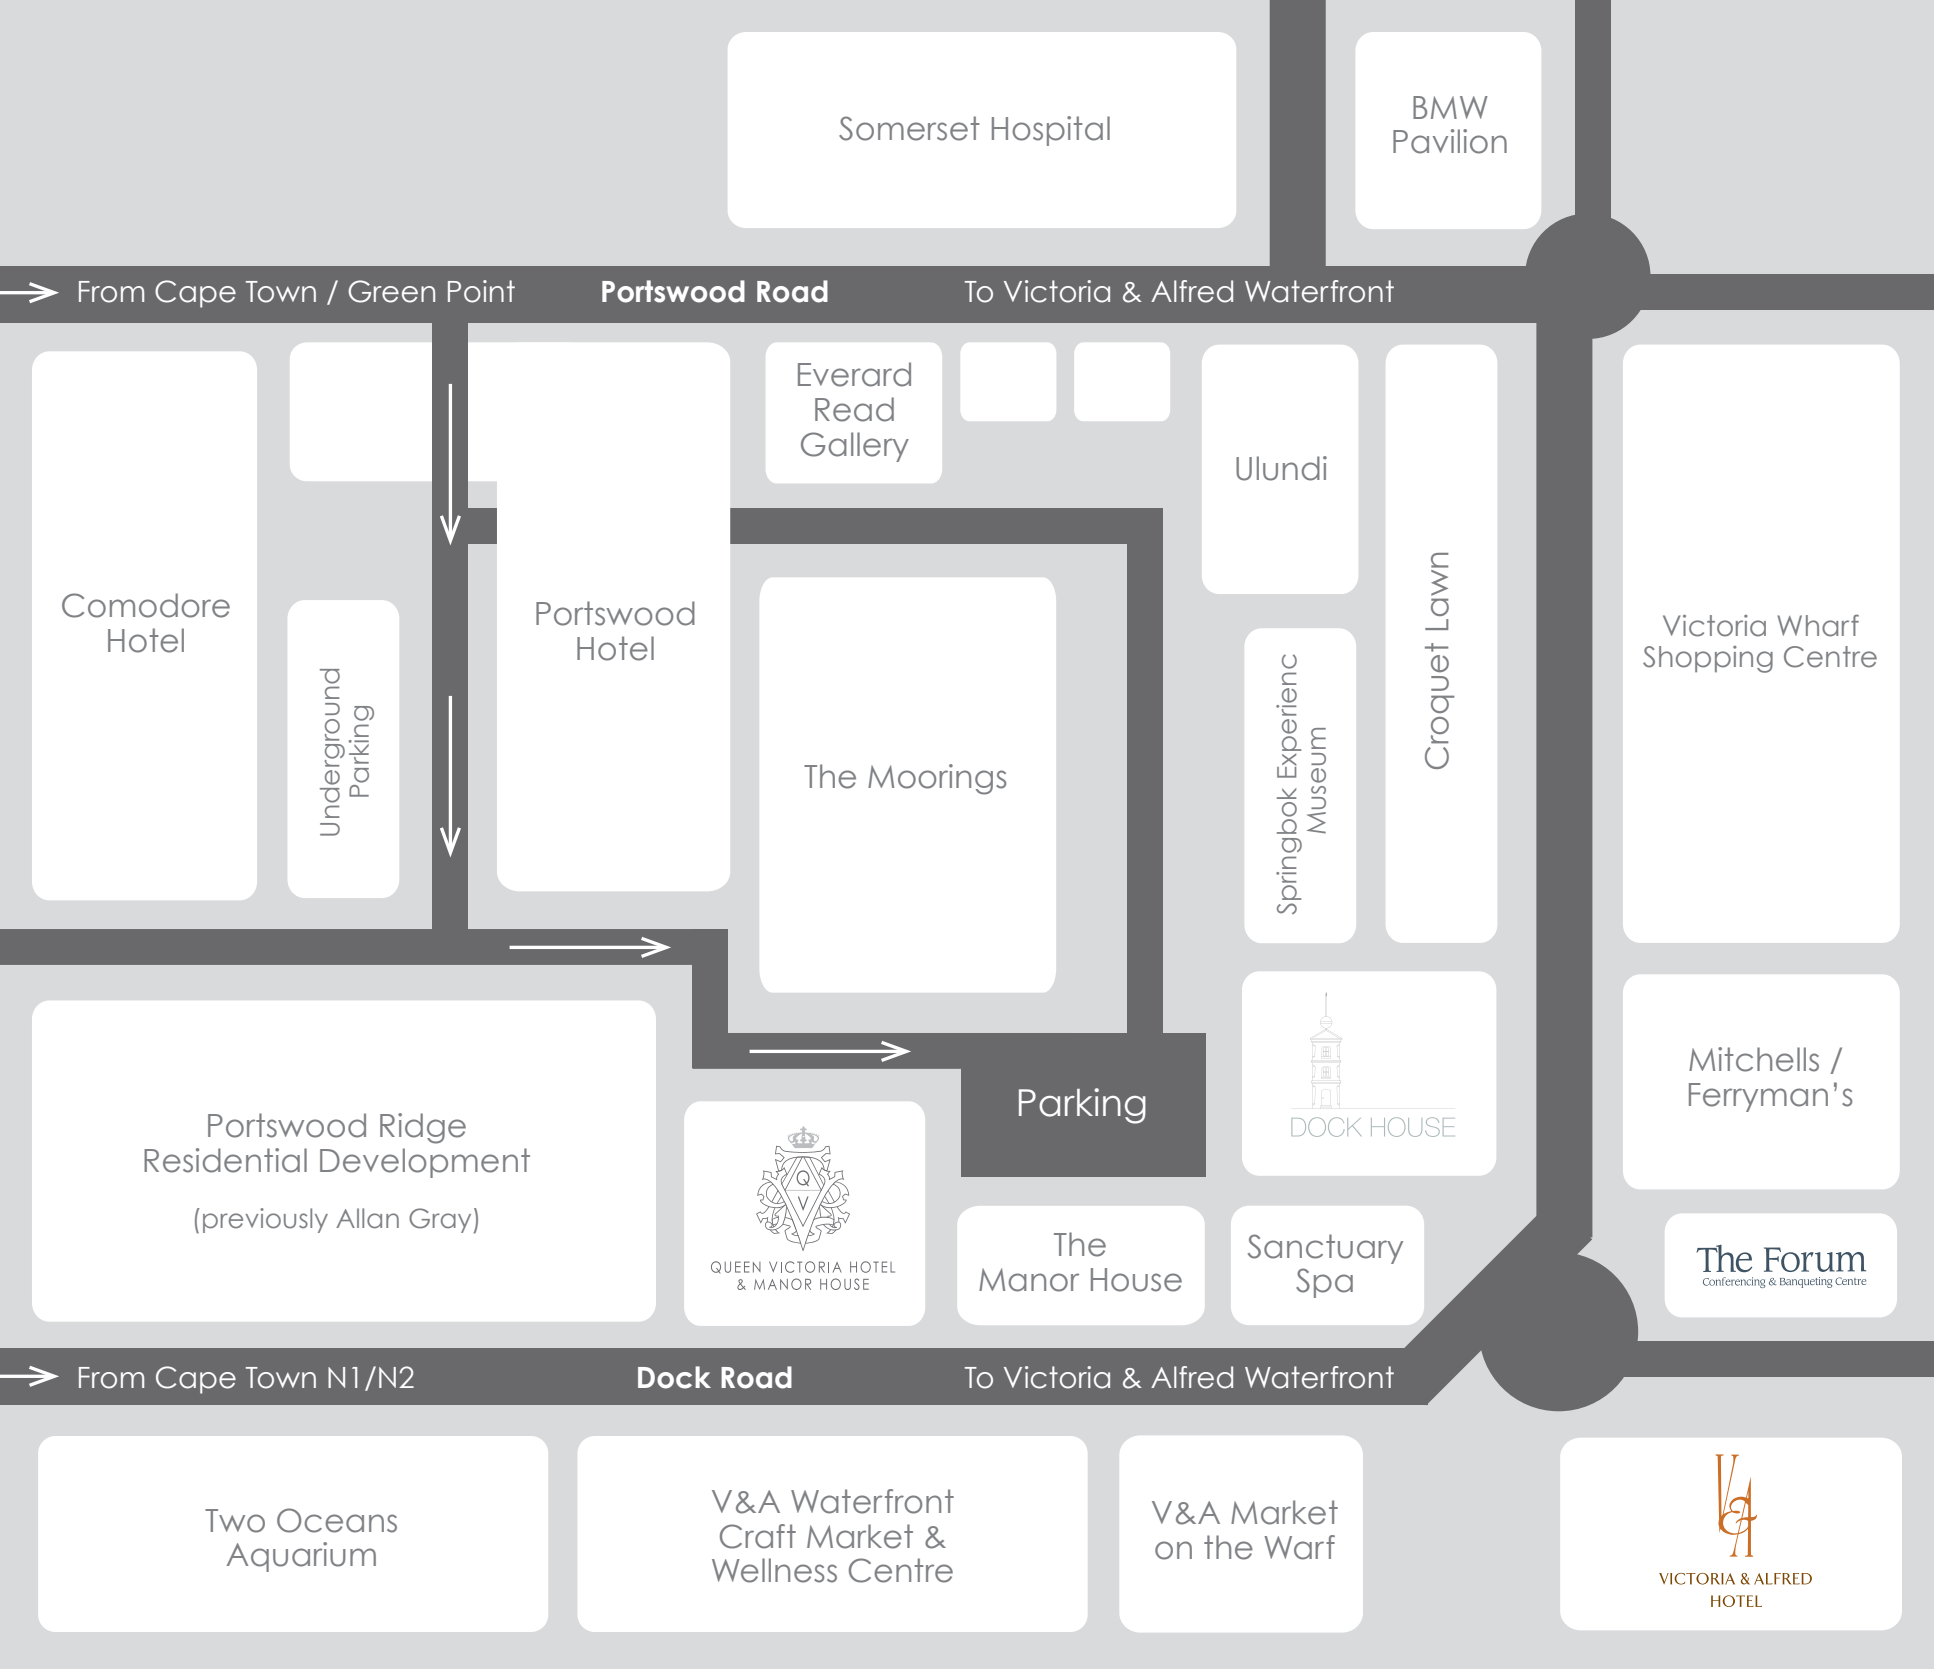 Somerset Hospital
BMW
Pavilion
From Cape Town / Green Point
Portswood Road
To Victoria & Alfred Waterfront
Everard
Read
Gallery
Ulundi
Comodore
Hotel
Underground
Parking
Portswood
Hotel
The Moorings
Springbok Experienc
Museum
Croquet Lawn
Victoria Wharf
Shopping Centre
Mitchells /
Ferryman's
DOCK HOUSE
Parking
Portswood Ridge
Residential Development
(previously Allan Gray)
Q
V
QUEEN VICTORIA HOTEL
& MANOR HOUSE
The
Manor House
Sanctuary
Spa
The Forum
Conferencing & Banqueting Centre
From Cape Town N1/N2
Dock Road
To Victoria & Alfred Waterfront
Two Oceans
Aquarium
V&A Waterfront
Craft Market &
Wellness Centre
V&A Market
on the Warf
V&A
VICTORIA & ALFRED
HOTEL